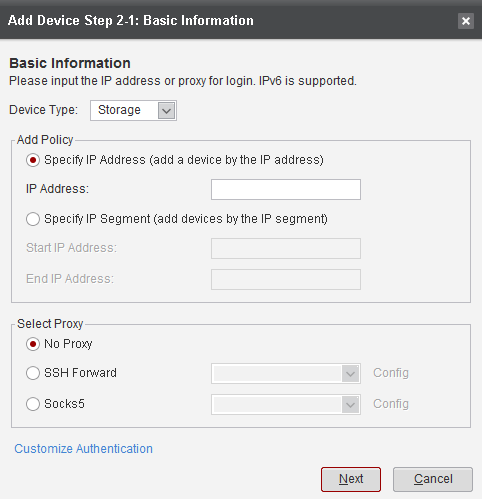 Add Device Step 2-1: Basic Information
Basic Information
Please input the IP address or proxy for login. IPv6 is supported.
Device Type: Storage
Add Policy
Specify IP Address (add a device by the IP address)
IP Address:
Specify IP Segment (add devices by the IP segment)
Start IP Address:
End IP Address:
Select Proxy
No Proxy
SSH Forward Config
Socks5 Config
Customize Authentication
Next Cancel